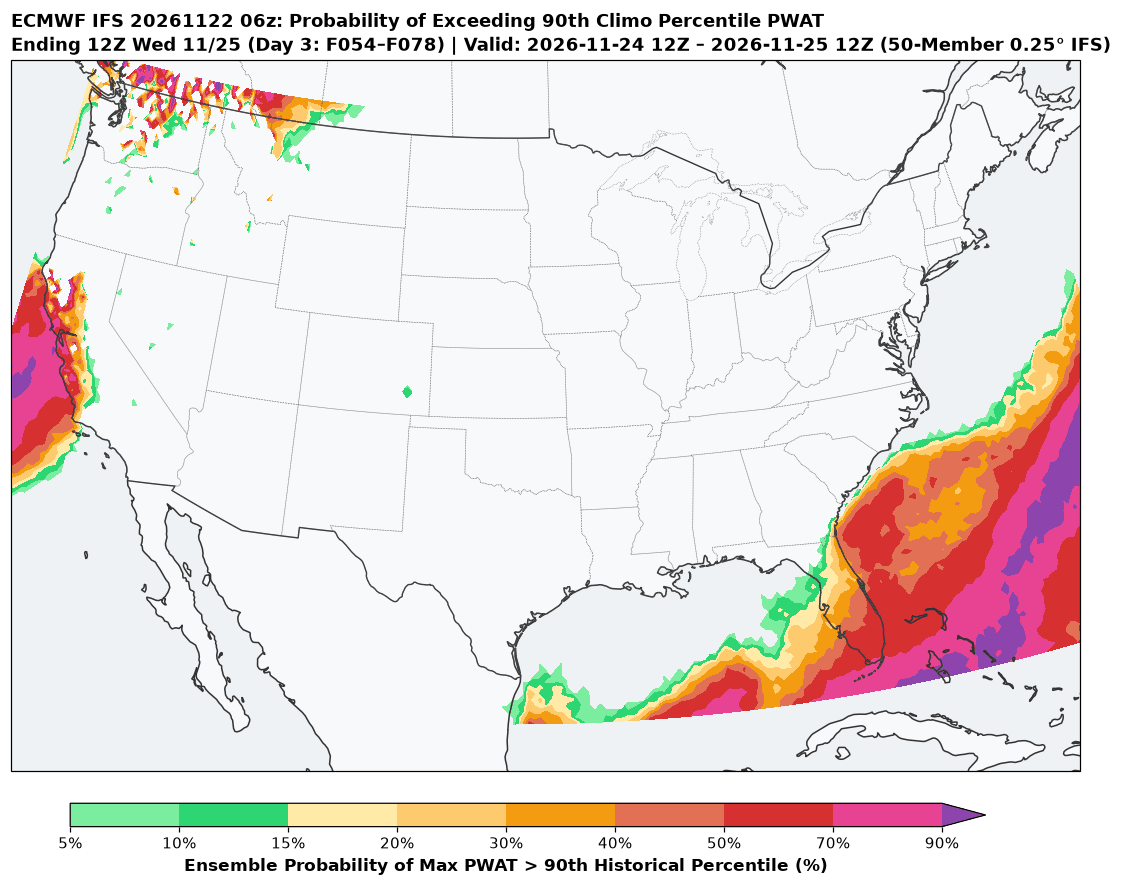 ECMWF IFS 20261122 06z: Probability of Exceeding 90th Climo Percentile PWAT
Ending 12Z Wed 11/25 (Day 3: F054–F078) | Valid: 2026-11-24 12Z – 2026-11-25 12Z (50-Member 0.25° IFS)
5% 10% 15% 20% 30% 40% 50% 70% 90%
Ensemble Probability of Max PWAT > 90th Historical Percentile (%)